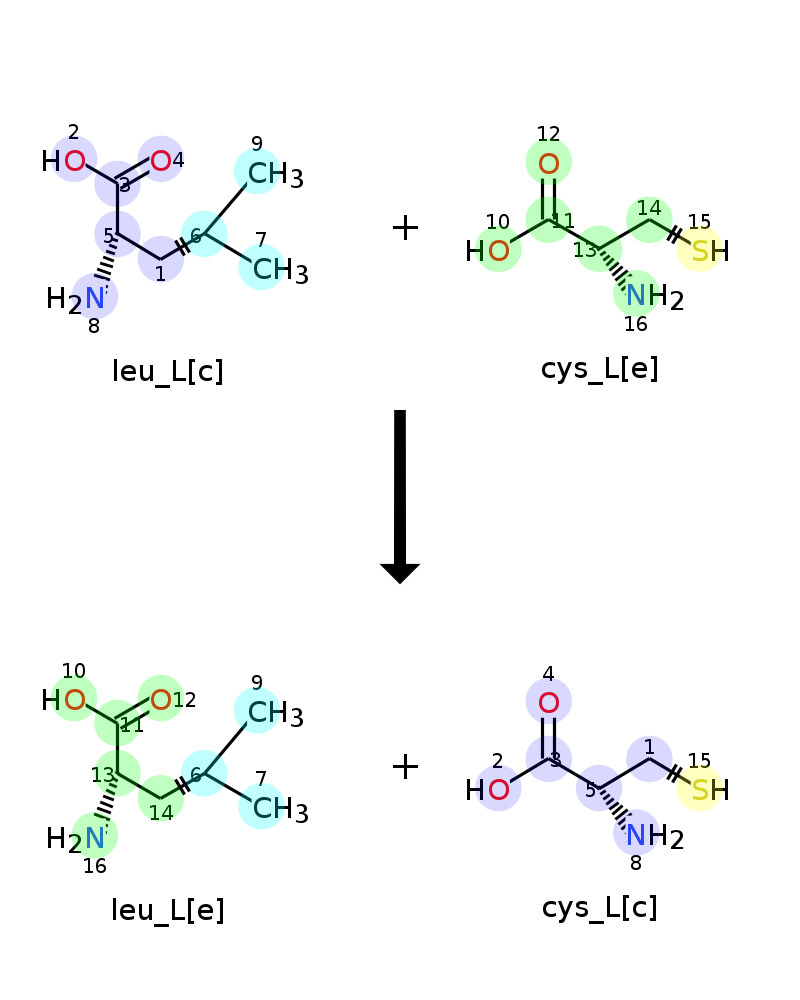 2
HO
O4
3
5
6
1
H2N
8
9
CH3
7
CH3
+
12
O
10
HO
11
13
14
15
SH
NH2
16
leu_L[c]
cys_L[e]
10
HO
O12
11
13
6
14
H2N
16
9
CH3
7
CH3
+
4
O
2
HO
3
5
1
15
SH
NH2
8
leu_L[e]
cys_L[c]